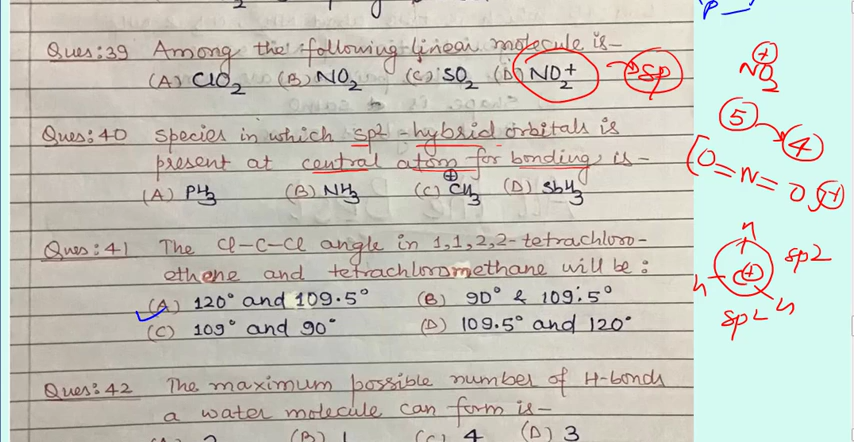 Ques:39 Among the following linear molecule is-
(A) ClO2 (B) NO2 (C) SO2 (D) NO2+ → sp
Ques:40 species in which sp2-hybrid orbitals is
present at central atom for bonding is-
(A) PH3 (B) NH3 (C) ⊕CH3 (D) SbH3
Ques:41 The Cl-C-Cl angle in 1,1,2,2-tetrachloro-
ethene and tetrachloromethane will be:
(A) 120° and 109.5° (B) 90° & 109.5°
(C) 109° and 90° (D) 109.5° and 120°
Ques:42 The maximum possible number of H-bonds
a water molecule can form is-
(B) 1 (C) 4 (D) 3
NO2 ⊕
5 → 4
(O=N=O)+
H
C⊕ sp2
H H
sp2